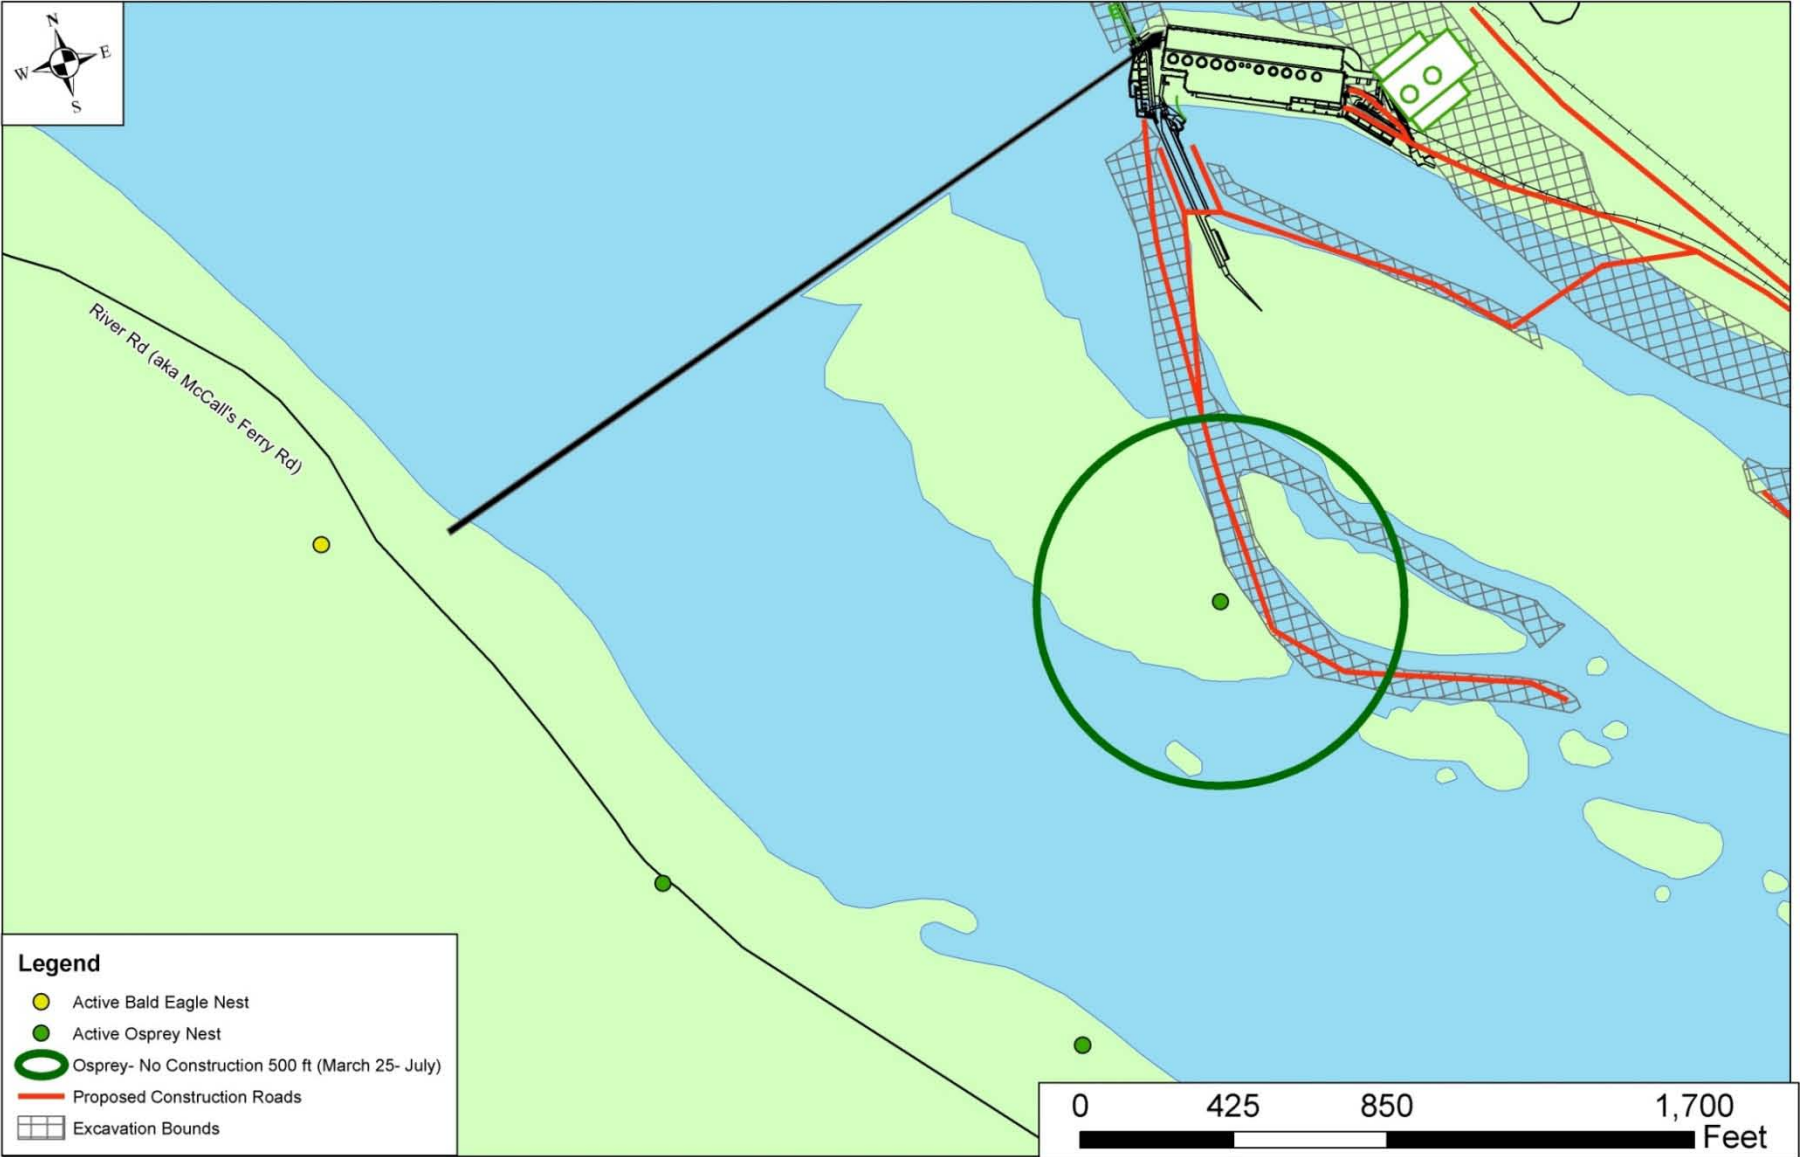 N
W E
S
River Rd (aka McCall's Ferry Rd)
Legend
Active Bald Eagle Nest
Active Osprey Nest
Osprey- No Construction 500 ft (March 25- July)
Proposed Construction Roads
Excavation Bounds
0 425 850 1,700
Feet